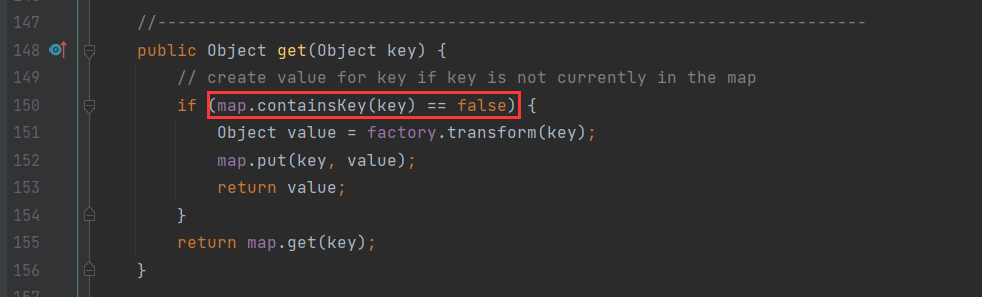 147 //-----------------------------------------------------------------------
148 public Object get(Object key) {
149 // create value for key if key is not currently in the map
150 if (map.containsKey(key) == false) {
151 Object value = factory.transform(key);
152 map.put(key, value);
153 return value;
154 }
155 return map.get(key);
156 }